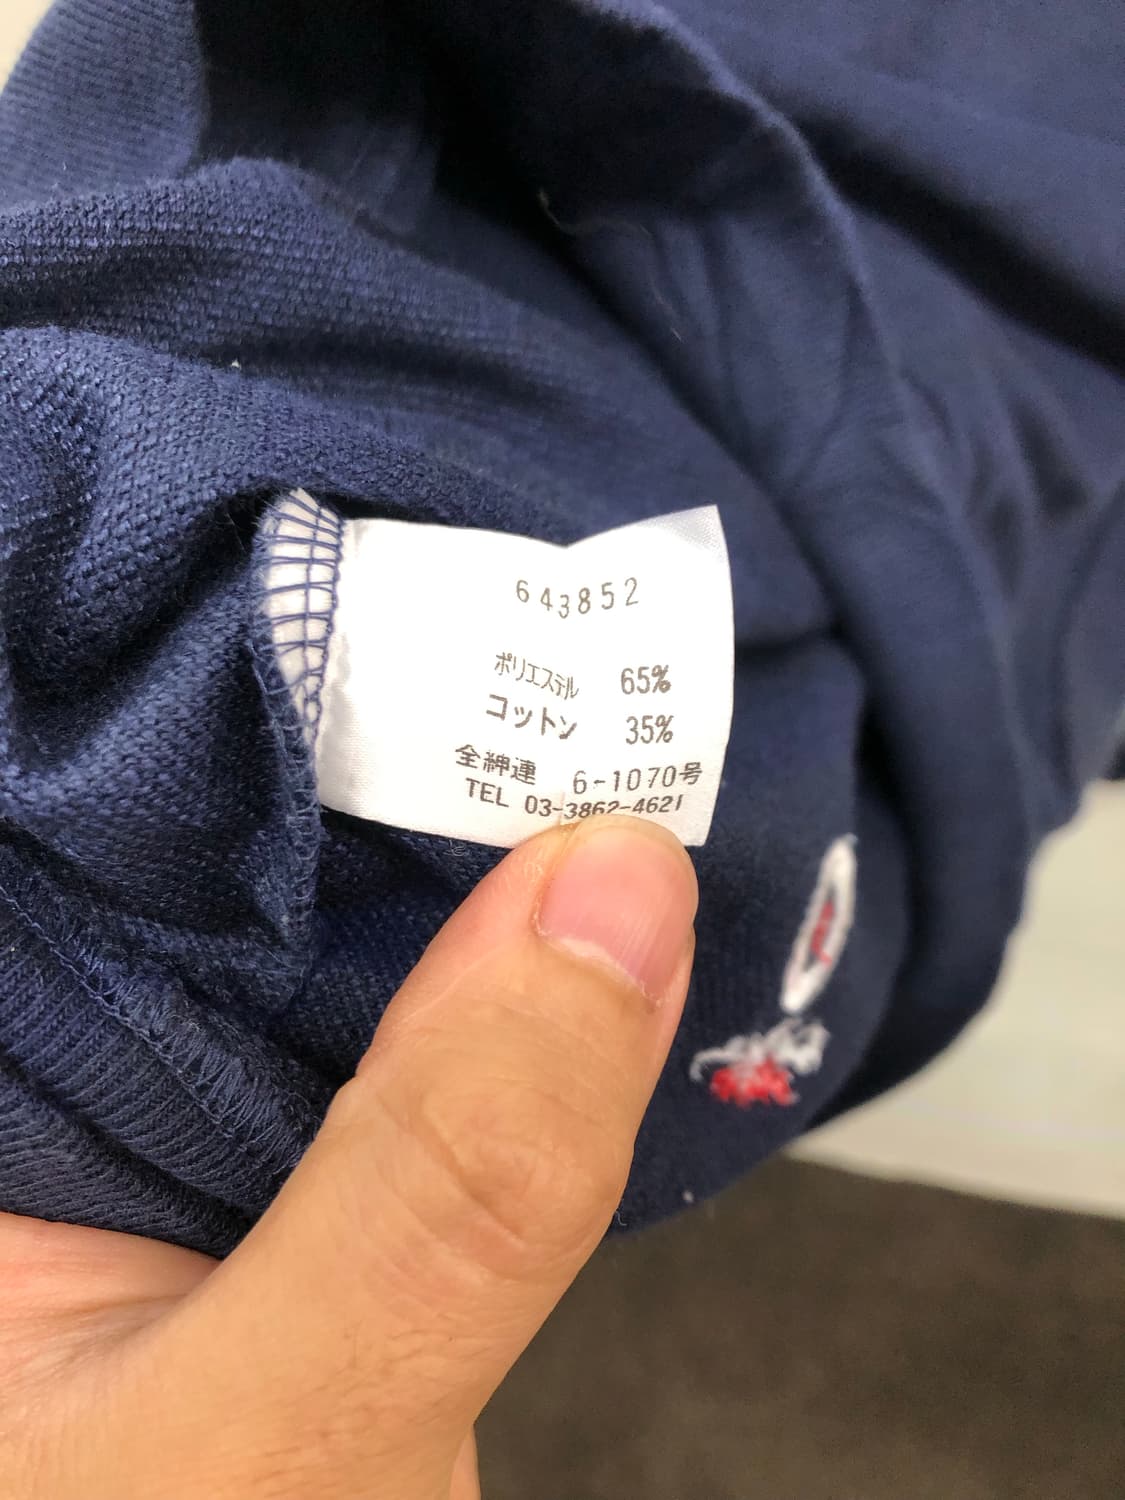 643852
ポリエステル 65%
コットン 35%
全紳連 6-1070号
TEL 03-3862-4621